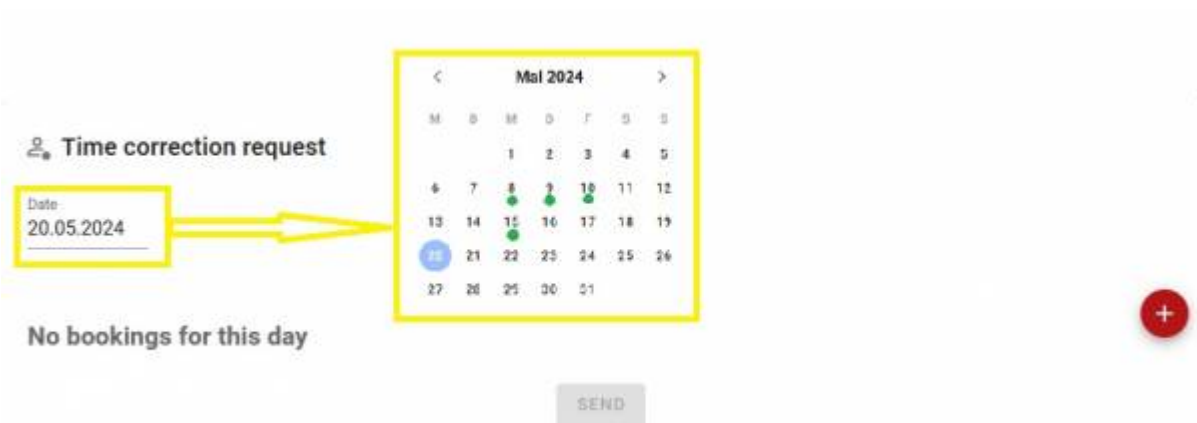 Time correction request
Date
20.05.2024
No bookings for this day
Mai 2024
M D M D F S S
1 2 3 4 5
6 7 8 9 10 11 12
13 14 15 16 17 18 19
20 21 22 23 24 25 26
27 28 29 30 31
+
SEND